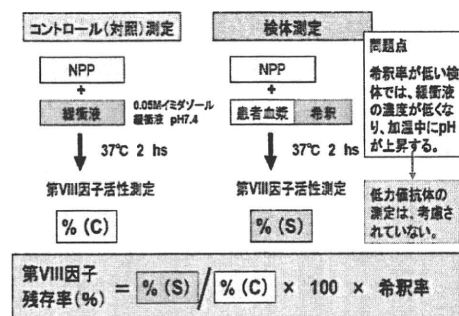 コントロール(対照)測定
NPP
+
緩衝液
0.05Mイミダゾール
緩衝液 pH7.4
37℃ 2 hs
第VIII因子活性測定
% (C)
検体測定
NPP
+
患者血漿 希釈
37℃ 2 hs
第VIII因子活性測定
% (S)
問題点
希釈率が低い検
体では、緩衝液
の濃度が低くな
り、加温中にpH
が上昇する。
低力価抗体の
測定は、考慮さ
れていない。
第VIII因子
残存率(%) = % (S) / % (C) × 100 × 希釈率